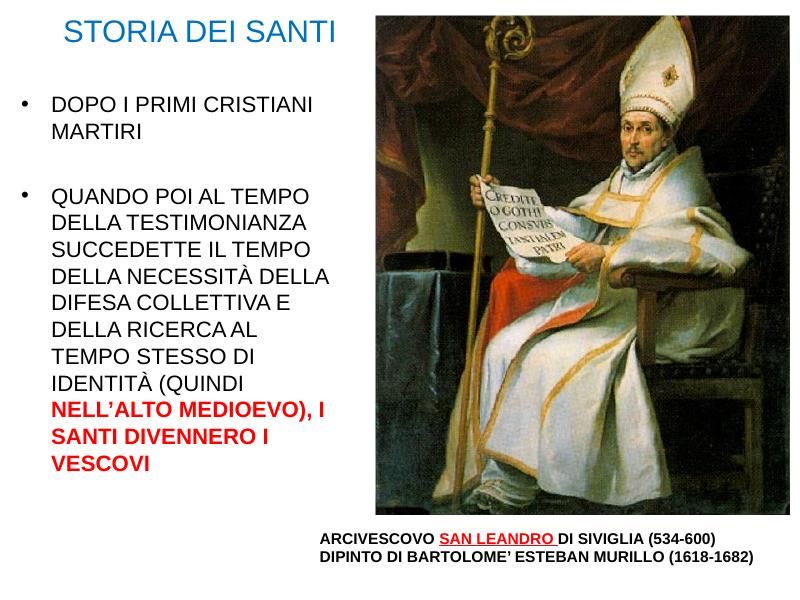 STORIA DEI SANTI
• DOPO I PRIMI CRISTIANI
MARTIRI
• QUANDO POI AL TEMPO
DELLA TESTIMONIANZA
SUCCEDETTE IL TEMPO
DELLA NECESSITÀ DELLA
DIFESA COLLETTIVA E
DELLA RICERCA AL
TEMPO STESSO DI
IDENTITÀ (QUINDI
NELL’ALTO MEDIOEVO), I
SANTI DIVENNERO I
VESCOVI
CREDITE
O GOTHI
CONSVBS
TANTIALEM
PATRI
ARCIVESCOVO SAN LEANDRO DI SIVIGLIA (534-600)
DIPINTO DI BARTOLOME’ ESTEBAN MURILLO (1618-1682)